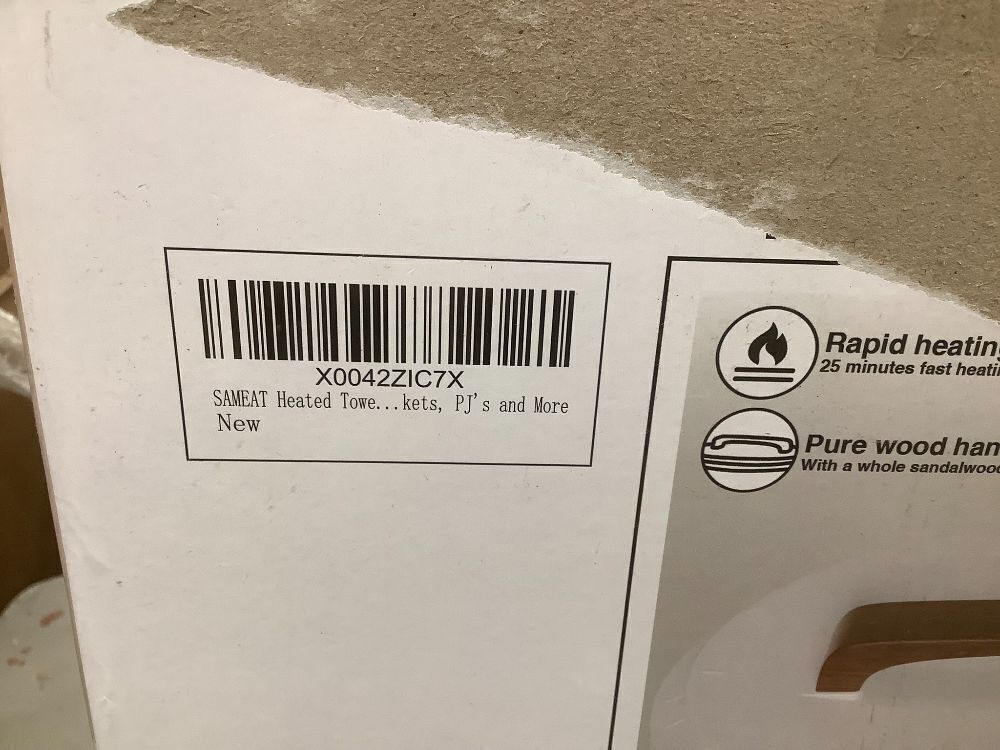 X0042ZIC7X
SAMEAT Heated Towe...kets, PJ's and More
New
Rapid heatin
25 minutes fast heati
Pure wood han
With a whole sandalwood